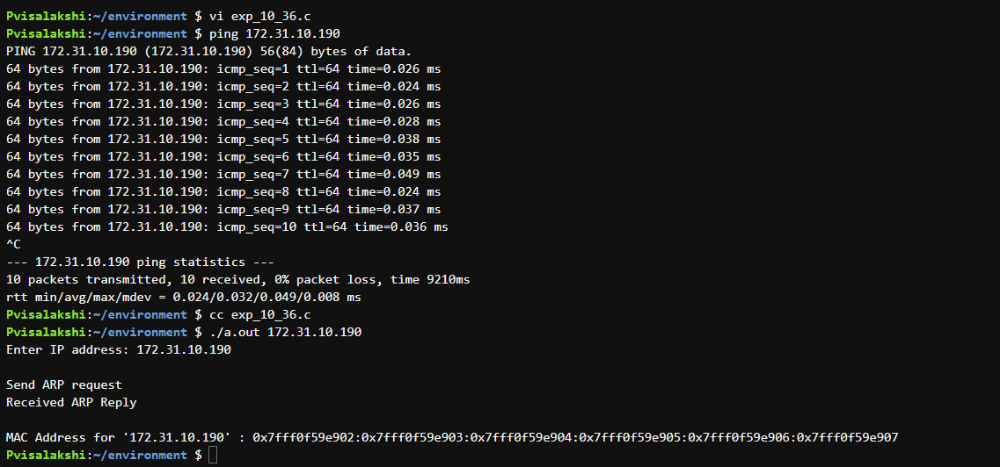 Pvisalakshi:~/environment $ vi exp_10_36.c
Pvisalakshi:~/environment $ ping 172.31.10.190
PING 172.31.10.190 (172.31.10.190) 56(84) bytes of data.
64 bytes from 172.31.10.190: icmp_seq=1 ttl=64 time=0.026 ms
64 bytes from 172.31.10.190: icmp_seq=2 ttl=64 time=0.024 ms
64 bytes from 172.31.10.190: icmp_seq=3 ttl=64 time=0.026 ms
64 bytes from 172.31.10.190: icmp_seq=4 ttl=64 time=0.028 ms
64 bytes from 172.31.10.190: icmp_seq=5 ttl=64 time=0.038 ms
64 bytes from 172.31.10.190: icmp_seq=6 ttl=64 time=0.035 ms
64 bytes from 172.31.10.190: icmp_seq=7 ttl=64 time=0.049 ms
64 bytes from 172.31.10.190: icmp_seq=8 ttl=64 time=0.024 ms
64 bytes from 172.31.10.190: icmp_seq=9 ttl=64 time=0.037 ms
64 bytes from 172.31.10.190: icmp_seq=10 ttl=64 time=0.036 ms
^C
--- 172.31.10.190 ping statistics ---
10 packets transmitted, 10 received, 0% packet loss, time 9210ms
rtt min/avg/max/mdev = 0.024/0.032/0.049/0.008 ms
Pvisalakshi:~/environment $ cc exp_10_36.c
Pvisalakshi:~/environment $ ./a.out 172.31.10.190
Enter IP address: 172.31.10.190
Send ARP request
Received ARP Reply
MAC Address for '172.31.10.190' : 0x7fff0f59e902:0x7fff0f59e903:0x7fff0f59e904:0x7fff0f59e905:0x7fff0f59e906:0x7fff0f59e907
Pvisalakshi:~/environment $